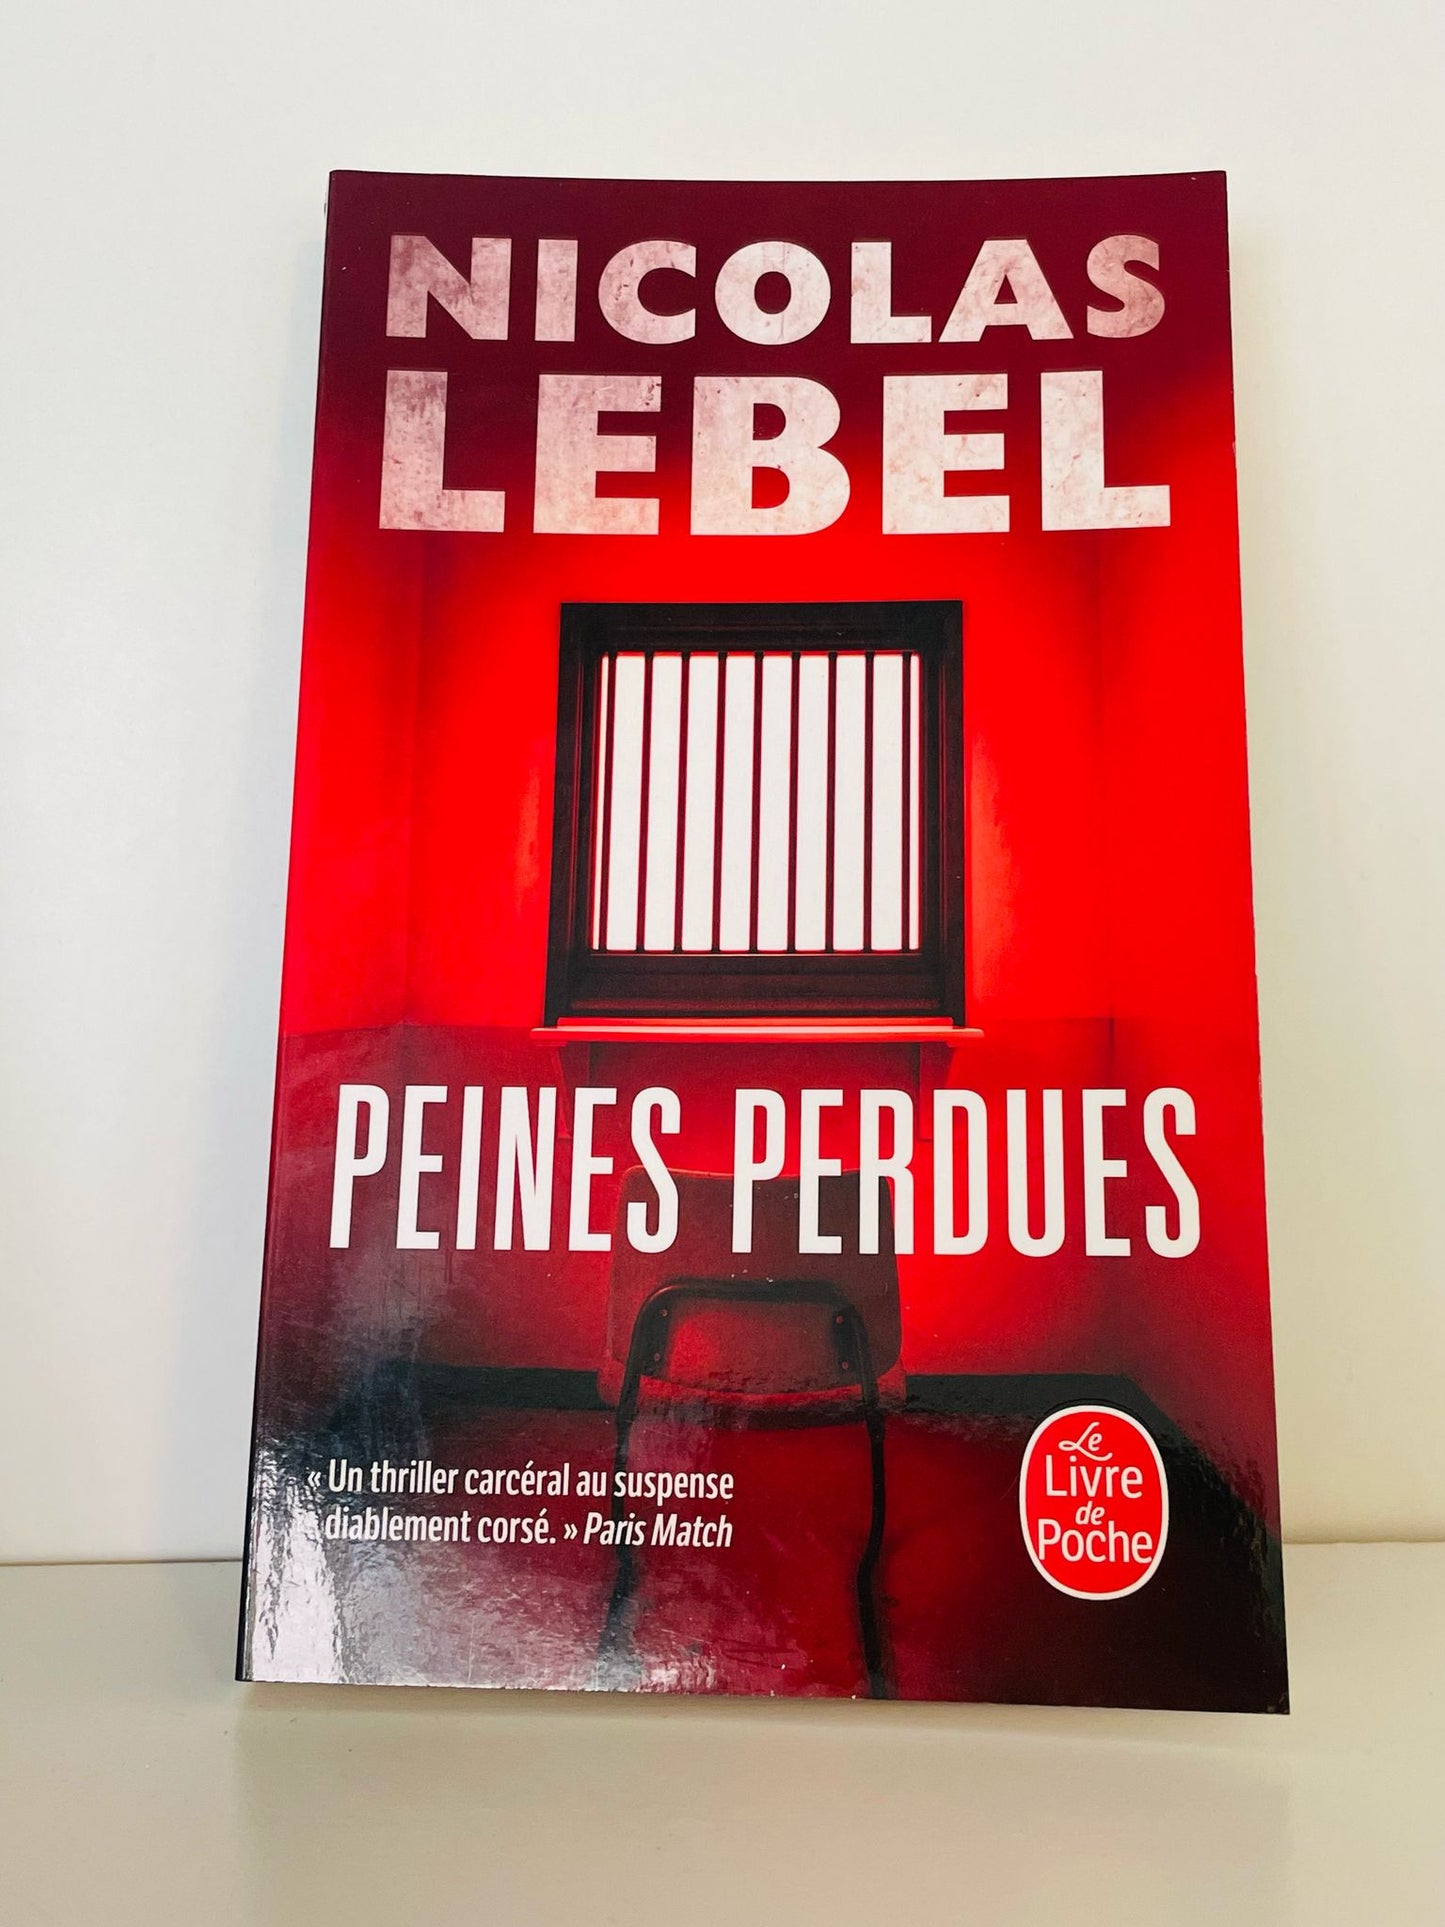 NICOLAS
LEBEL
PEINES PERDUES
« Un thriller carcéral au suspense
diablement corsé. » Paris Match
Le
Livre
de
Poche